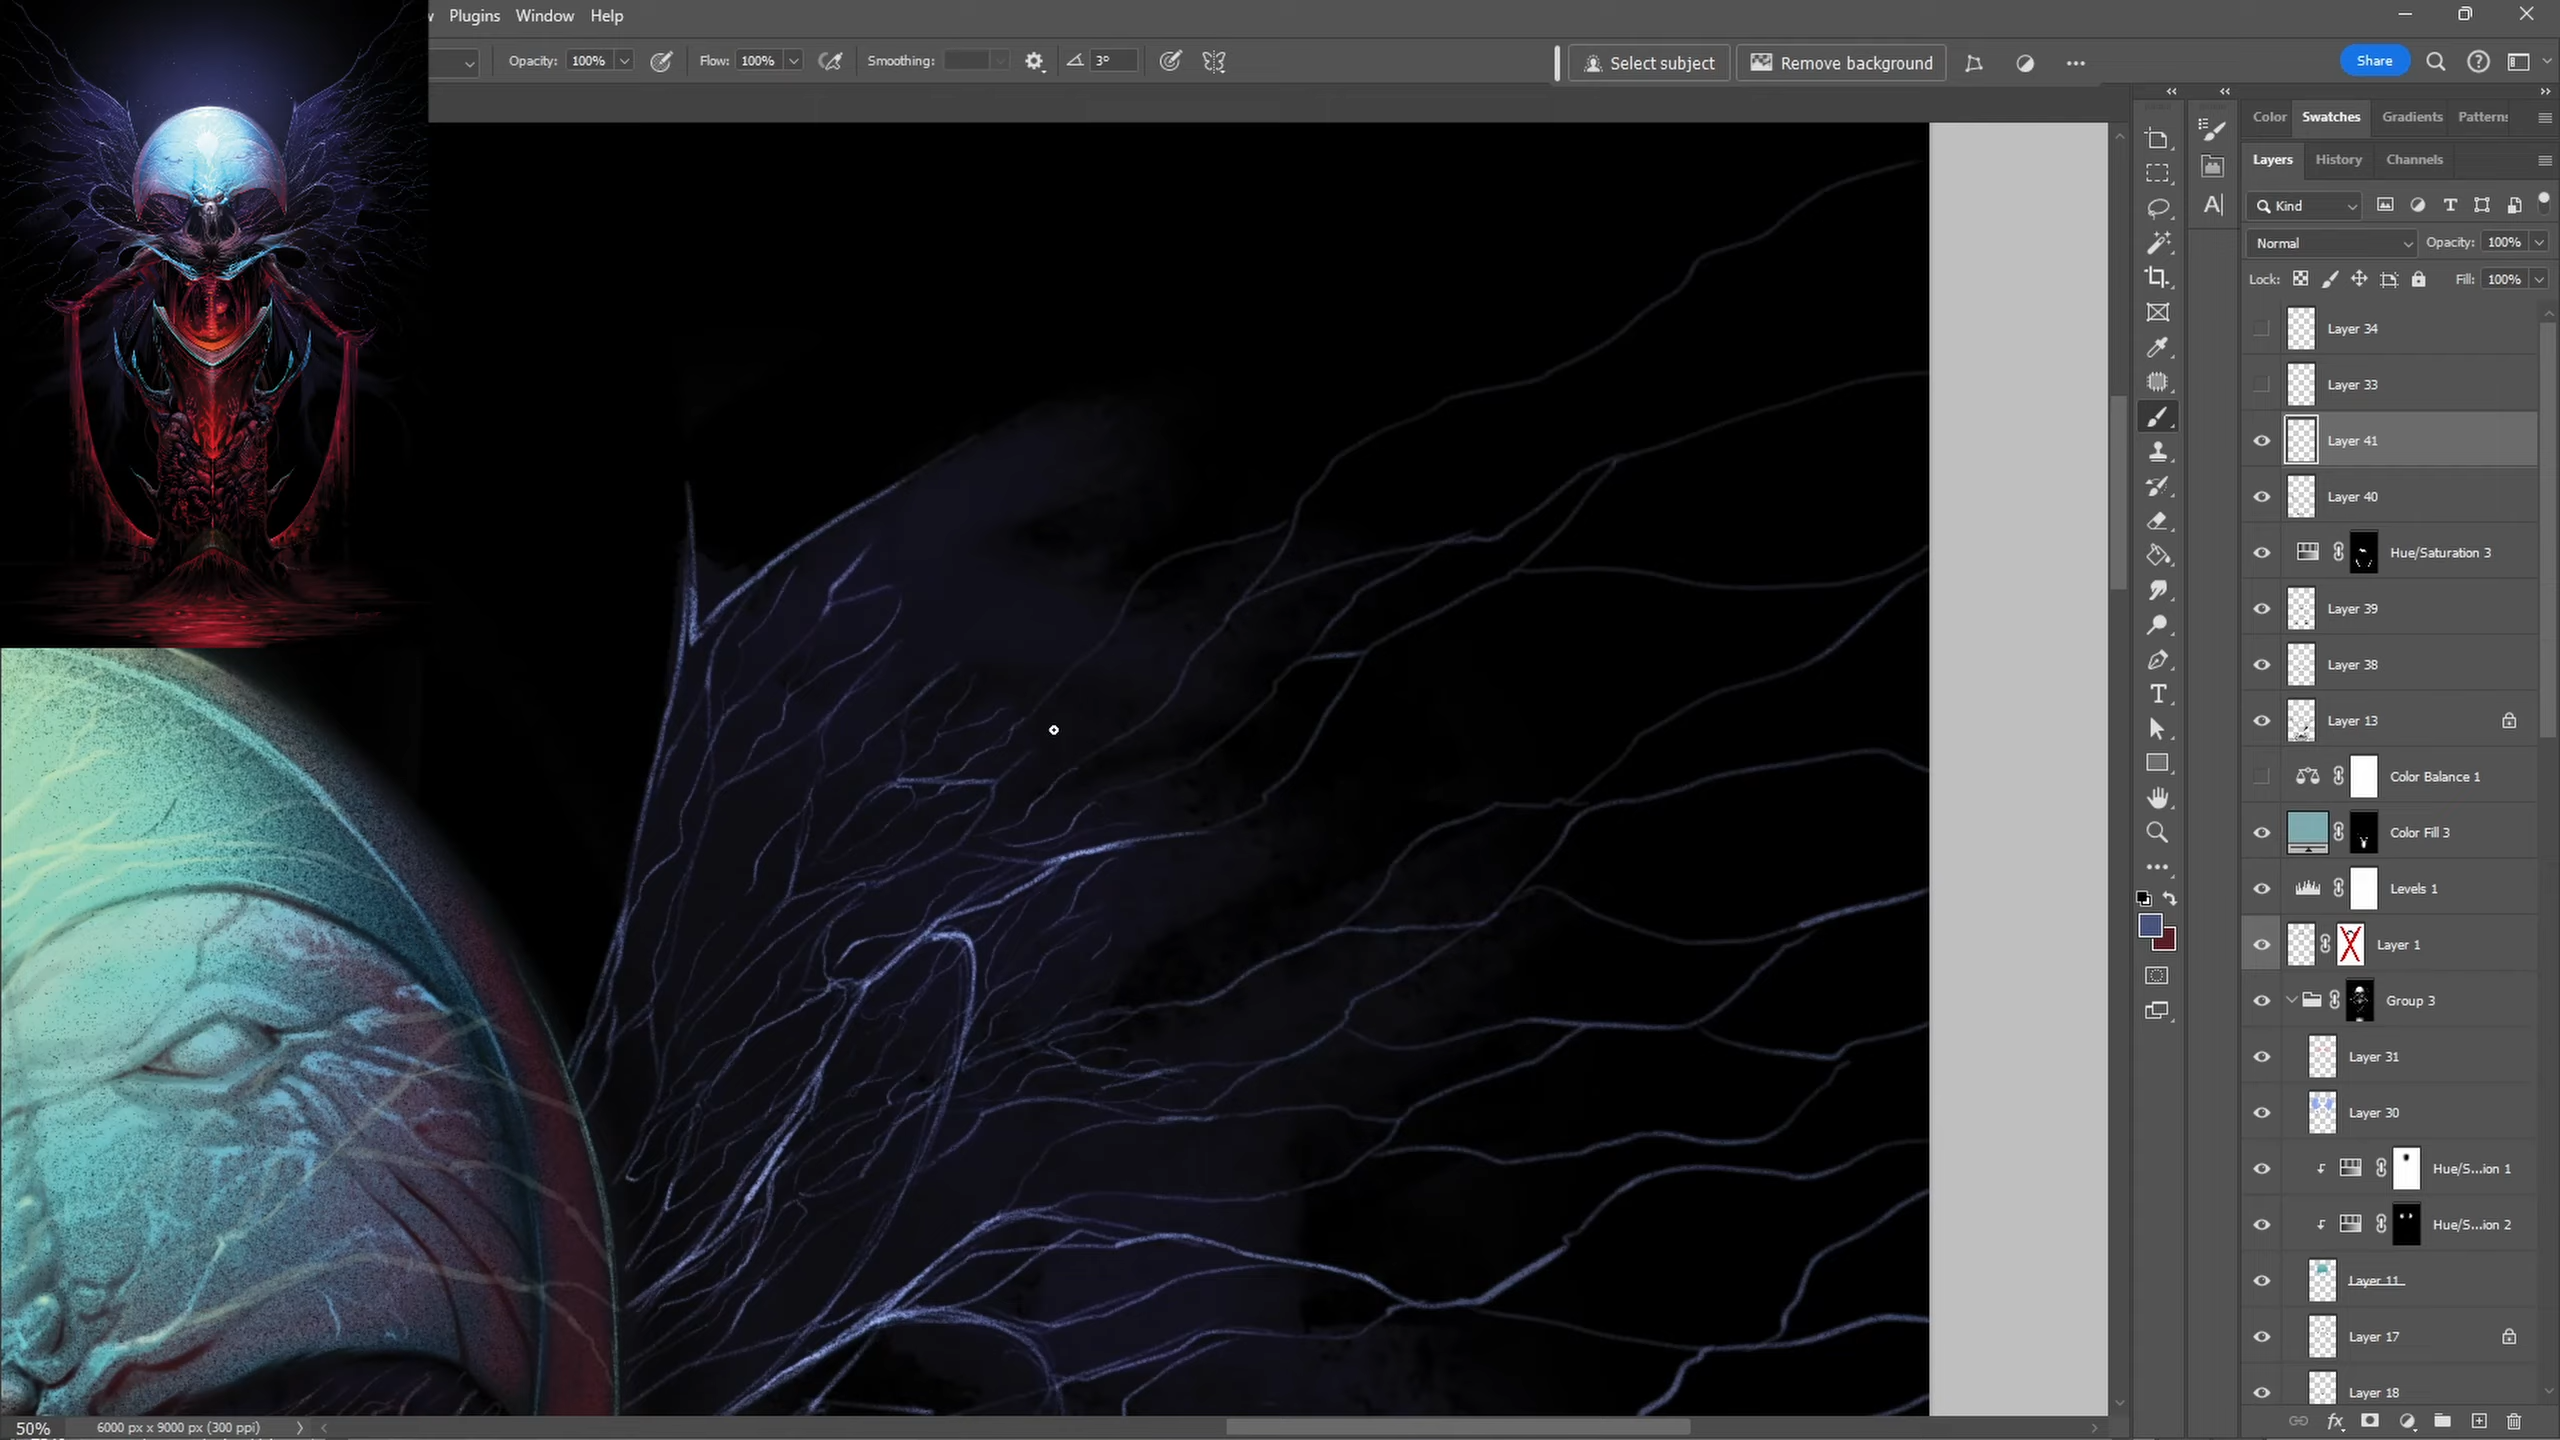 Plugins Window Help
Opacity: 100% Flow: 100% Smoothing: 3° Select subject Remove background Share
Color Swatches Gradients Patterns
Layers History Channels
Kind
Normal Opacity: 100%
Lock: Fill: 100%
Layer 34
Layer 33
Layer 41
Layer 40
Hue/Saturation 3
Layer 39
Layer 38
Layer 13
Color Balance 1
Color Fill 3
Levels 1
Layer 1
Group 3
Layer 31
Layer 30
Hue/S...ion 1
Hue/S...ion 2
Layer 11
Layer 17
Layer 18
50% 6000 px x 9000 px (300 ppi)